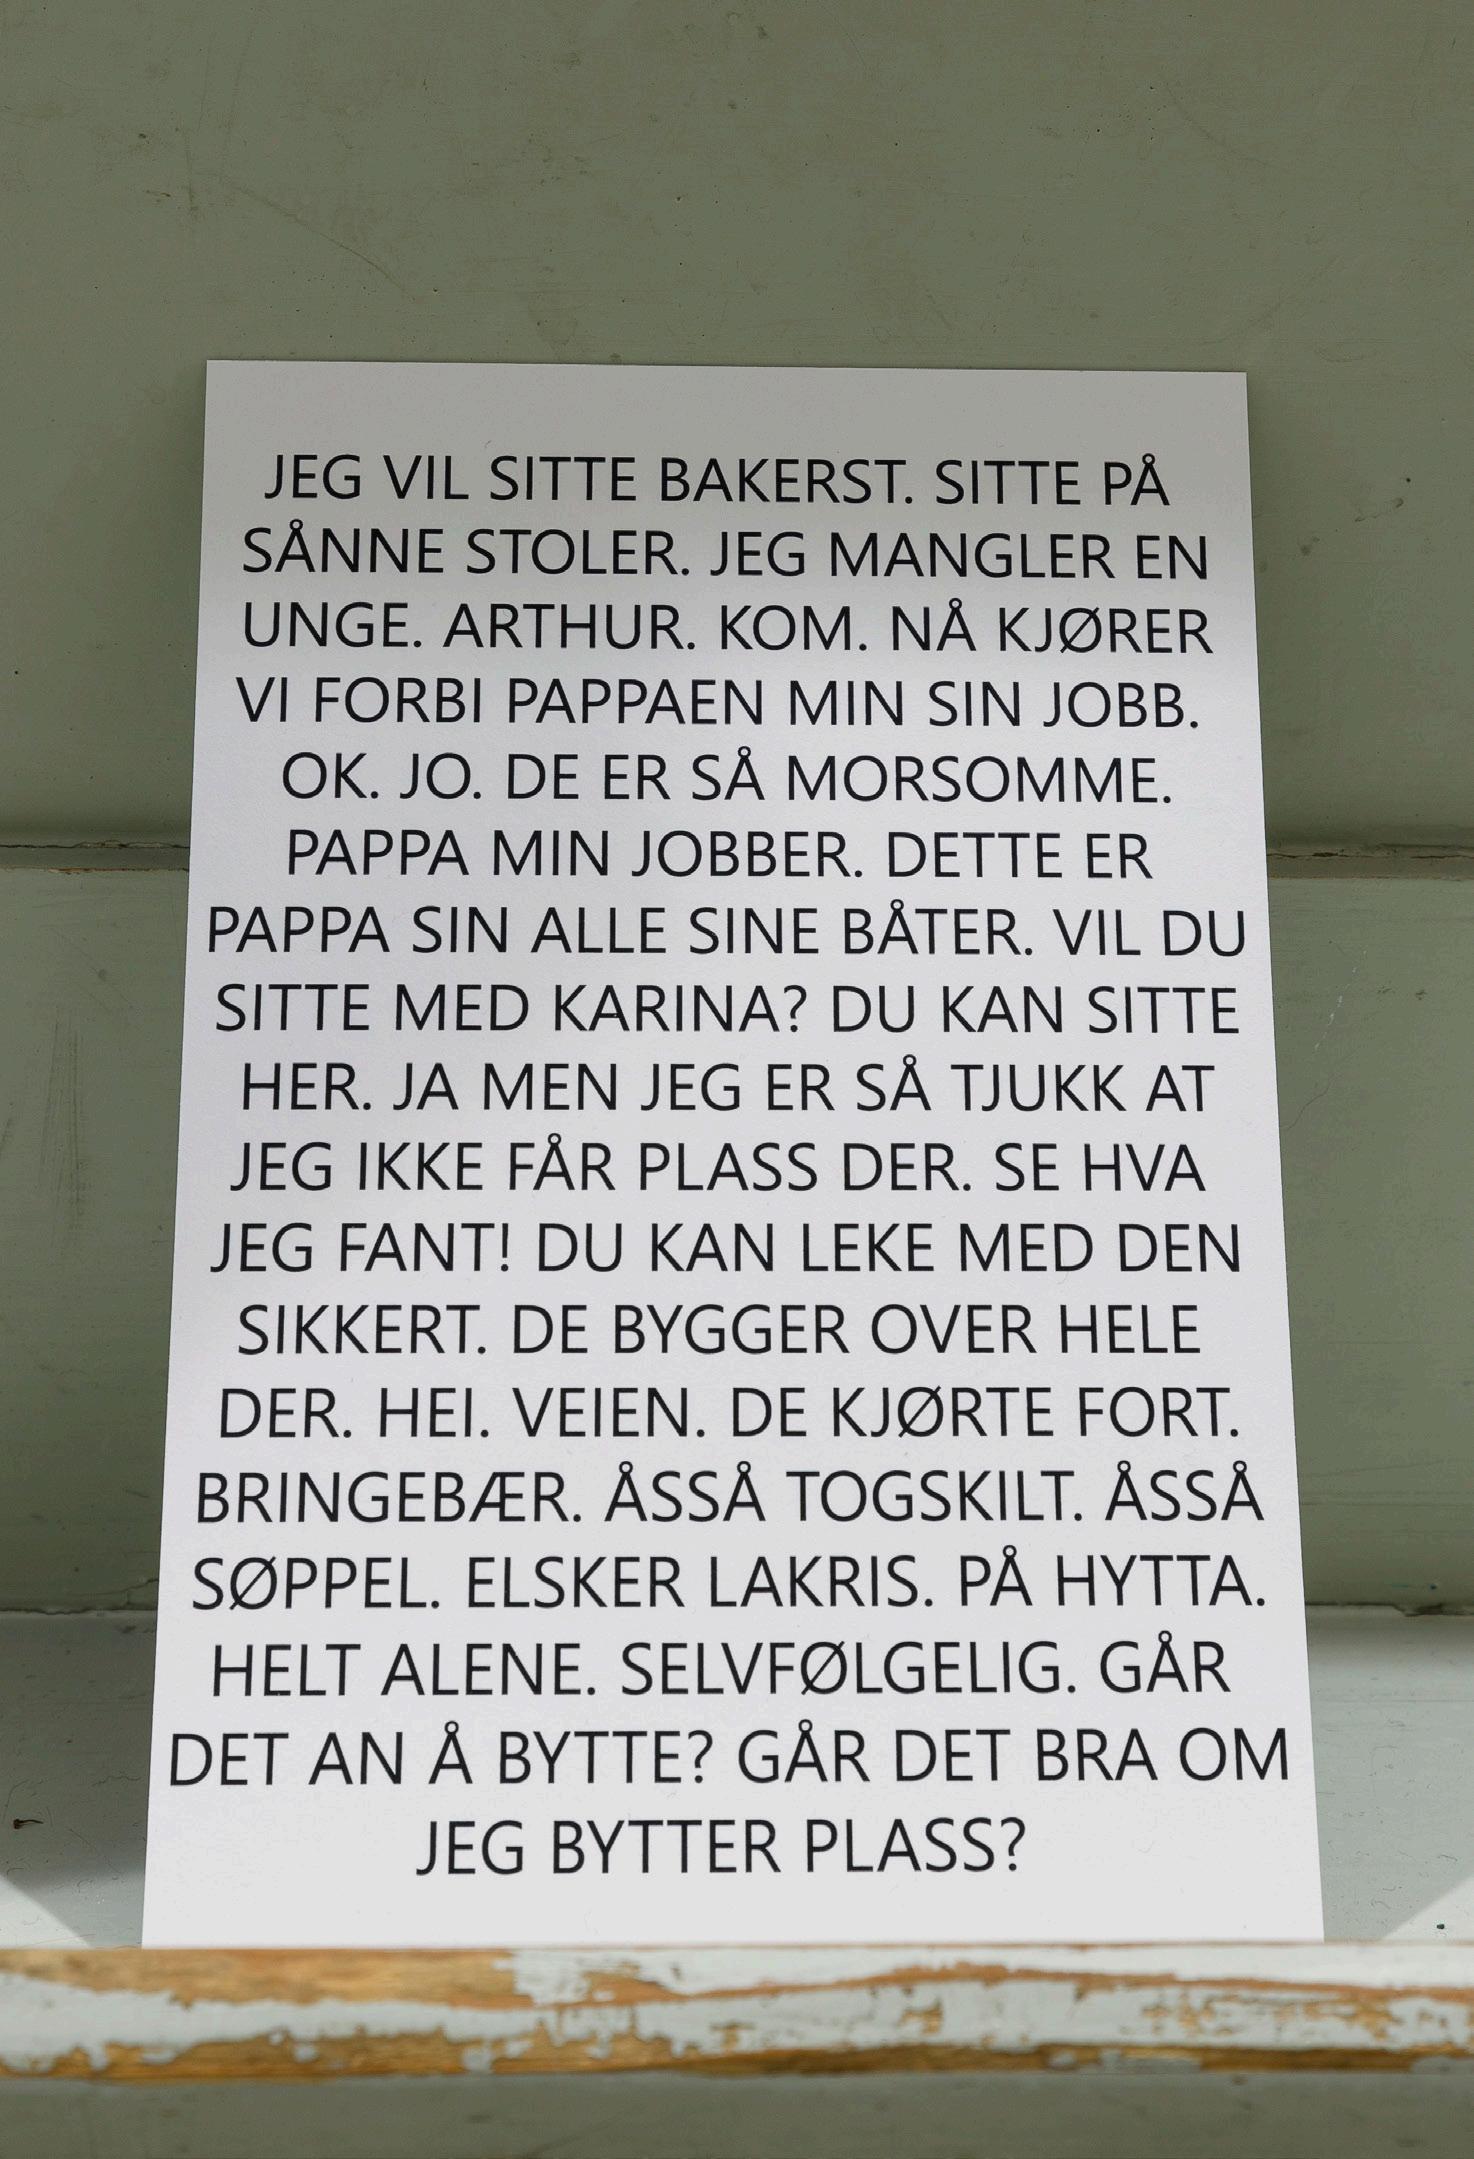 JEG VIL SITTE BAKERST. SITTE PÅ
SÅNNE STOLER. JEG MANGLER EN
UNGE. ARTHUR. KOM. NÅ KJØRER
VI FORBI PAPPAEN MIN SIN JOBB.
OK. JO. DE ER SÅ MORSOMME.
PAPPA MIN JOBBER. DETTE ER
PAPPA SIN ALLE SINE BÅTER. VIL DU
SITTE MED KARINA? DU KAN SITTE
HER. JA MEN JEG ER SÅ TJUKK AT
JEG IKKE FÅR PLASS DER. SE HVA
JEG FANT! DU KAN LEKE MED DEN
SIKKERT. DE BYGGER OVER HELE
DER. HEI. VEIEN. DE KJØRTE FORT.
BRINGEBÆR. ÅSSÅ TOGSKILT. ÅSSÅ
SØPPEL. ELSKER LAKRIS. PÅ HYTTA.
HELT ALENE. SELVFØLGELIG. GÅR
DET AN Å BYTTE? GÅR DET BRA OM
JEG BYTTER PLASS?